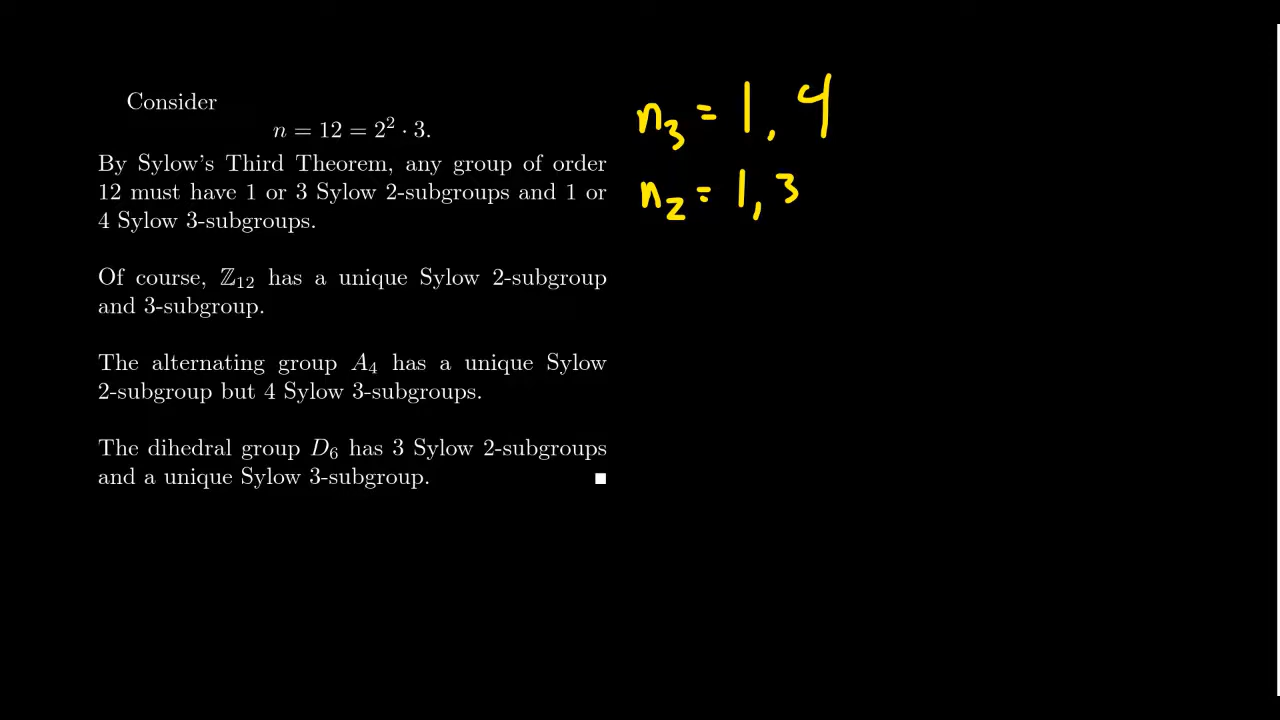 Consider
n = 12 = 2² · 3.
By Sylow's Third Theorem, any group of order
12 must have 1 or 3 Sylow 2-subgroups and 1 or
4 Sylow 3-subgroups.
Of course, ℤ₁₂ has a unique Sylow 2-subgroup
and 3-subgroup.
The alternating group A₄ has a unique Sylow
2-subgroup but 4 Sylow 3-subgroups.
The dihedral group D₆ has 3 Sylow 2-subgroups
and a unique Sylow 3-subgroup. ■
n₃ = 1, 4
n₂ = 1, 3